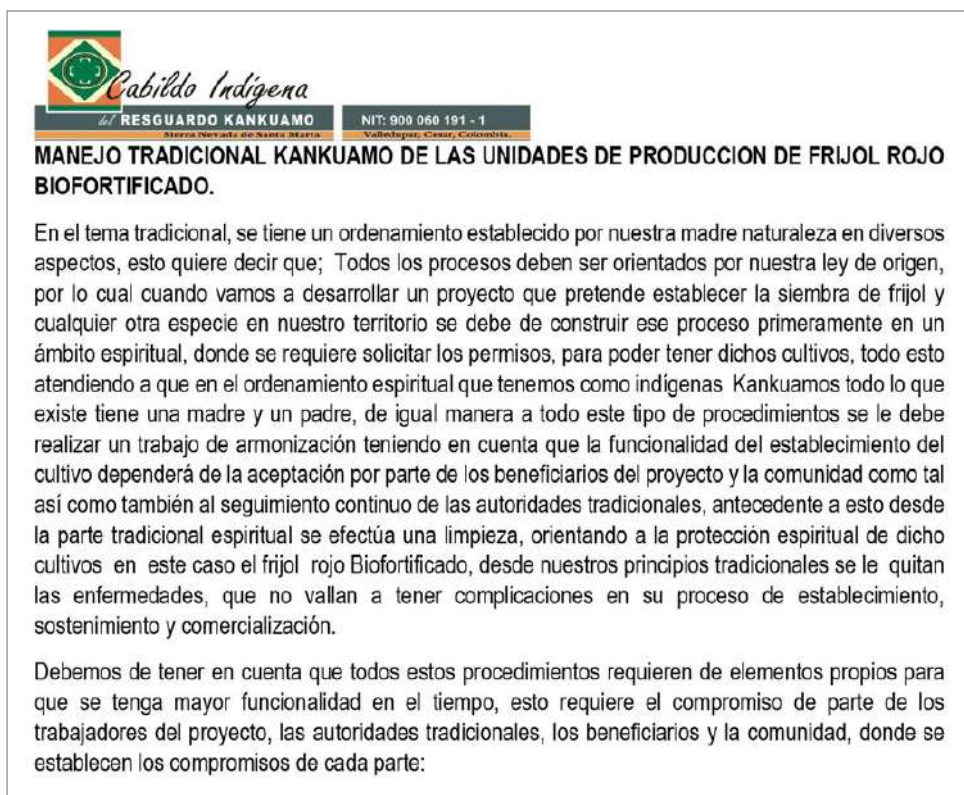 Cabildo Indígena
del RESGUARDO KANKUAMO
NIT: 900 060 191 - 1
Sierra Nevada de Santa Marta
Valledupar, Cesar, Colombia.
MANEJO TRADICIONAL KANKUAMO DE LAS UNIDADES DE PRODUCCION DE FRIJOL ROJO
BIOFORTIFICADO.
En el tema tradicional, se tiene un ordenamiento establecido por nuestra madre naturaleza en diversos
aspectos, esto quiere decir que; Todos los procesos deben ser orientados por nuestra ley de origen,
por lo cual cuando vamos a desarrollar un proyecto que pretende establecer la siembra de frijol y
cualquier otra especie en nuestro territorio se debe de construir ese proceso primeramente en un
ámbito espiritual, donde se requiere solicitar los permisos, para poder tener dichos cultivos, todo esto
atendiendo a que en el ordenamiento espiritual que tenemos como indígenas Kankuamos todo lo que
existe tiene una madre y un padre, de igual manera a todo este tipo de procedimientos se le debe
realizar un trabajo de armonización teniendo en cuenta que la funcionalidad del establecimiento del
cultivo dependerá de la aceptación por parte de los beneficiarios del proyecto y la comunidad como tal
así como también al seguimiento continuo de las autoridades tradicionales, antecedente a esto desde
la parte tradicional espiritual se efectúa una limpieza, orientando a la protección espiritual de dicho
cultivos en este caso el frijol rojo Biofortificado, desde nuestros principios tradicionales se le quitan
las enfermedades, que no vallan a tener complicaciones en su proceso de establecimiento,
sostenimiento y comercialización.
Debemos de tener en cuenta que todos estos procedimientos requieren de elementos propios para
que se tenga mayor funcionalidad en el tiempo, esto requiere el compromiso de parte de los
trabajadores del proyecto, las autoridades tradicionales, los beneficiarios y la comunidad, donde se
establecen los compromisos de cada parte: